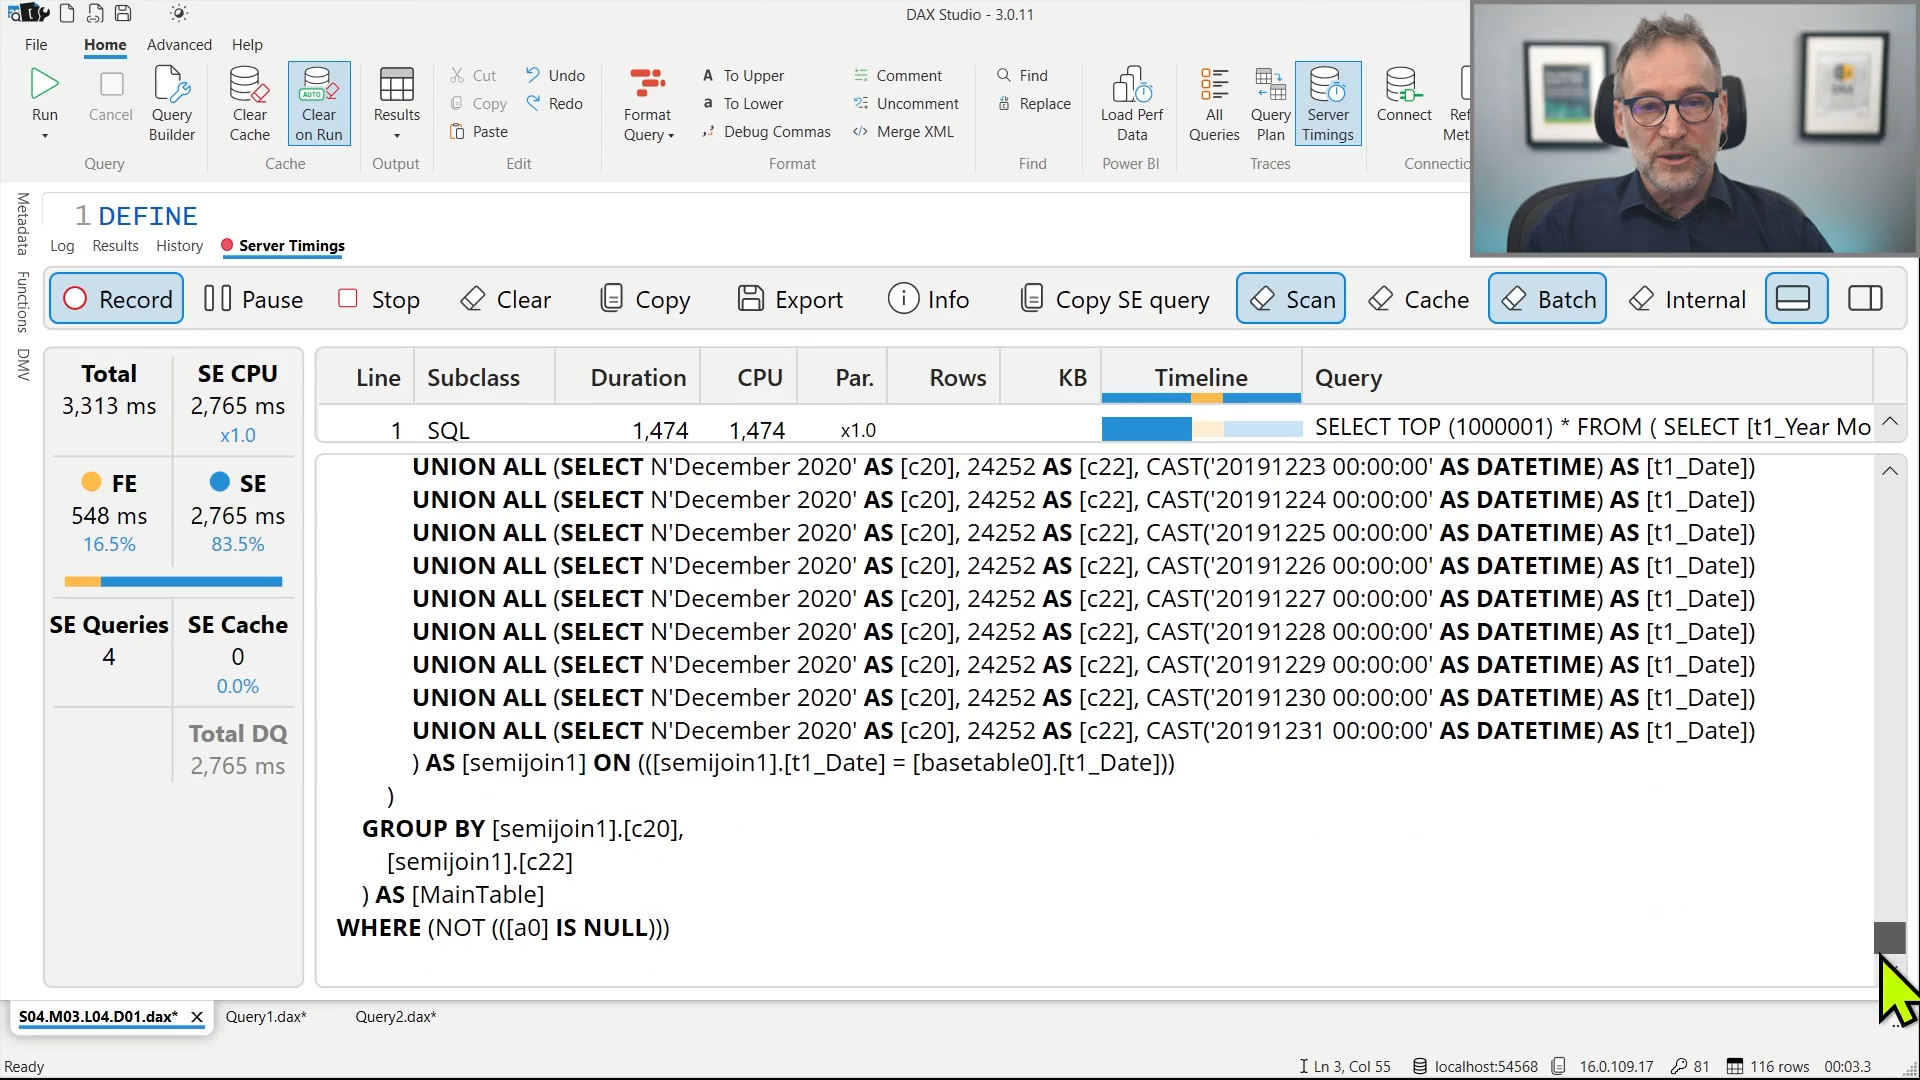 DAX Studio - 3.0.11
File Home Advanced Help
Run
Cancel
Query Builder
Query
Clear Cache
AUTO
Clear on Run
Cache
Results
Output
Cut
Copy
Paste
Undo
Redo
Edit
Format Query
To Upper
To Lower
Debug Commas
Comment
Uncomment
Merge XML
Format
Find
Replace
Find
Load Perf Data
Power BI
All Queries
Query Plan
Server Timings
Traces
Connect
Metadata
Functions
DMV
1 DEFINE
Log Results History Server Timings
Record Pause Stop Clear Copy Export Info Copy SE query Scan Cache Batch Internal
Total SE CPU
3,313 ms 2,765 ms
x1.0
FE SE
548 ms 2,765 ms
16.5% 83.5%
SE Queries SE Cache
4 0
0.0%
Total DQ
2,765 ms
Line Subclass Duration CPU Par. Rows KB Timeline Query
1 SQL 1,474 1,474 x1.0 SELECT TOP (1000001) * FROM ( SELECT [t1_Year Mo
UNION ALL (SELECT N'December 2020' AS [c20], 24252 AS [c22], CAST('20191223 00:00:00' AS DATETIME) AS [t1_Date])
UNION ALL (SELECT N'December 2020' AS [c20], 24252 AS [c22], CAST('20191224 00:00:00' AS DATETIME) AS [t1_Date])
UNION ALL (SELECT N'December 2020' AS [c20], 24252 AS [c22], CAST('20191225 00:00:00' AS DATETIME) AS [t1_Date])
UNION ALL (SELECT N'December 2020' AS [c20], 24252 AS [c22], CAST('20191226 00:00:00' AS DATETIME) AS [t1_Date])
UNION ALL (SELECT N'December 2020' AS [c20], 24252 AS [c22], CAST('20191227 00:00:00' AS DATETIME) AS [t1_Date])
UNION ALL (SELECT N'December 2020' AS [c20], 24252 AS [c22], CAST('20191228 00:00:00' AS DATETIME) AS [t1_Date])
UNION ALL (SELECT N'December 2020' AS [c20], 24252 AS [c22], CAST('20191229 00:00:00' AS DATETIME) AS [t1_Date])
UNION ALL (SELECT N'December 2020' AS [c20], 24252 AS [c22], CAST('20191230 00:00:00' AS DATETIME) AS [t1_Date])
UNION ALL (SELECT N'December 2020' AS [c20], 24252 AS [c22], CAST('20191231 00:00:00' AS DATETIME) AS [t1_Date])
) AS [semijoin1] ON (([semijoin1].[t1_Date] = [basetable0].[t1_Date]))
)
GROUP BY [semijoin1].[c20],
[semijoin1].[c22]
) AS [MainTable]
WHERE (NOT (([a0] IS NULL)))
S04.M03.L04.D01.dax* Query1.dax* Query2.dax*
Ready Ln 3, Col 55 localhost:54568 16.0.109.17 81 116 rows 00:03.3